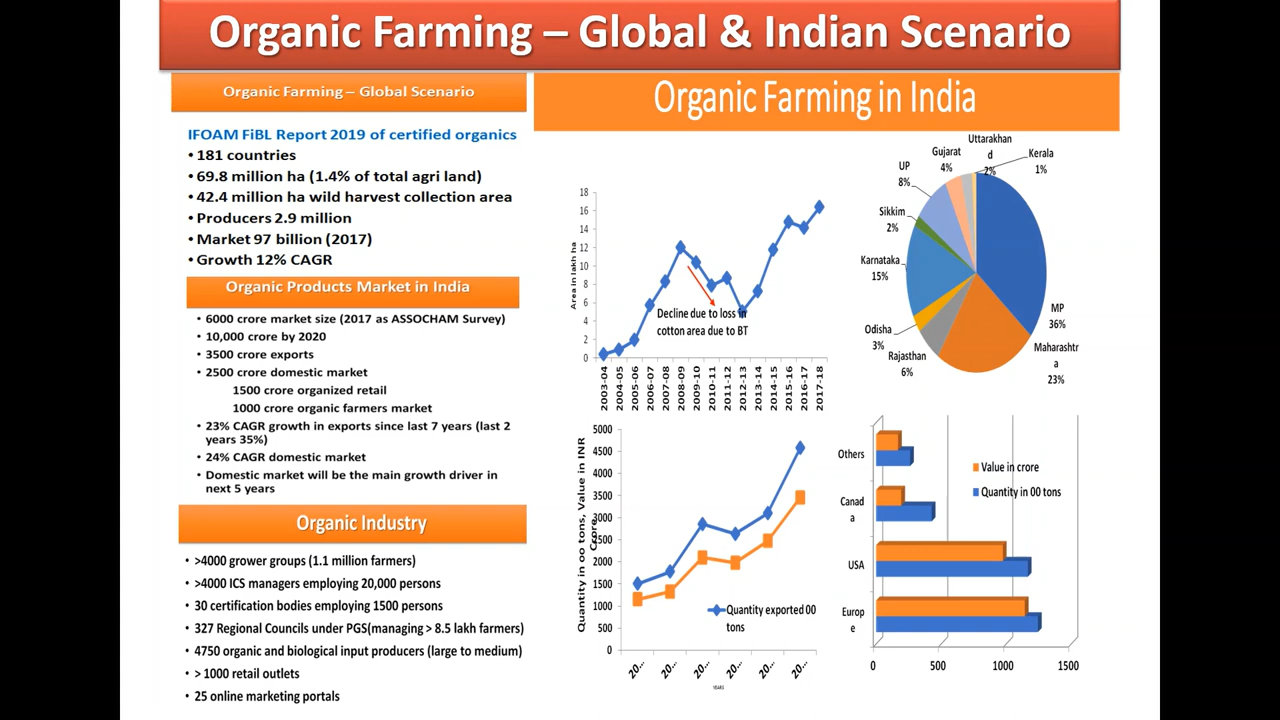 Organic Farming – Global & Indian Scenario
Organic Farming – Global Scenario
IFOAM FiBL Report 2019 of certified organics
• 181 countries
• 69.8 million ha (1.4% of total agri land)
• 42.4 million ha wild harvest collection area
• Producers 2.9 million
• Market 97 billion (2017)
• Growth 12% CAGR
Organic Products Market in India
• 6000 crore market size (2017 as ASSOCHAM Survey)
• 10,000 crore by 2020
• 3500 crore exports
• 2500 crore domestic market
1500 crore organized retail
1000 crore organic farmers market
• 23% CAGR growth in exports since last 7 years (last 2
years 35%)
• 24% CAGR domestic market
• Domestic market will be the main growth driver in
next 5 years
Organic Industry
• >4000 grower groups (1.1 million farmers)
• >4000 ICS managers employing 20,000 persons
• 30 certification bodies employing 1500 persons
• 327 Regional Councils under PGS(managing > 8.5 lakh farmers)
• 4750 organic and biological input producers (large to medium)
• > 1000 retail outlets
• 25 online marketing portals
Organic Farming in India
Area in lakh ha
18
16
14
12
10
8
6
4
2
0
Decline due to loss in
cotton area due to BT
2003-04
2004-05
2005-06
2006-07
2007-08
2008-09
2009-10
2010-11
2011-12
2012-13
2013-14
2014-15
2015-16
2016-17
2017-18
Uttarakhan
d
2%
Kerala
1%
Gujarat
4%
UP
8%
Sikkim
2%
Karnataka
15%
Odisha
3%
Rajasthan
6%
MP
36%
Maharashtr
a
23%
Quantity in oo tons, Value in INR
Crore
5000
4500
4000
3500
3000
2500
2000
1500
1000
500
0
Quantity exported 00
tons
20...
20...
20...
20...
20...
20...
YEARS
Others
Canad
a
USA
Europ
e
Value in crore
Quantity in 00 tons
0
500
1000
1500